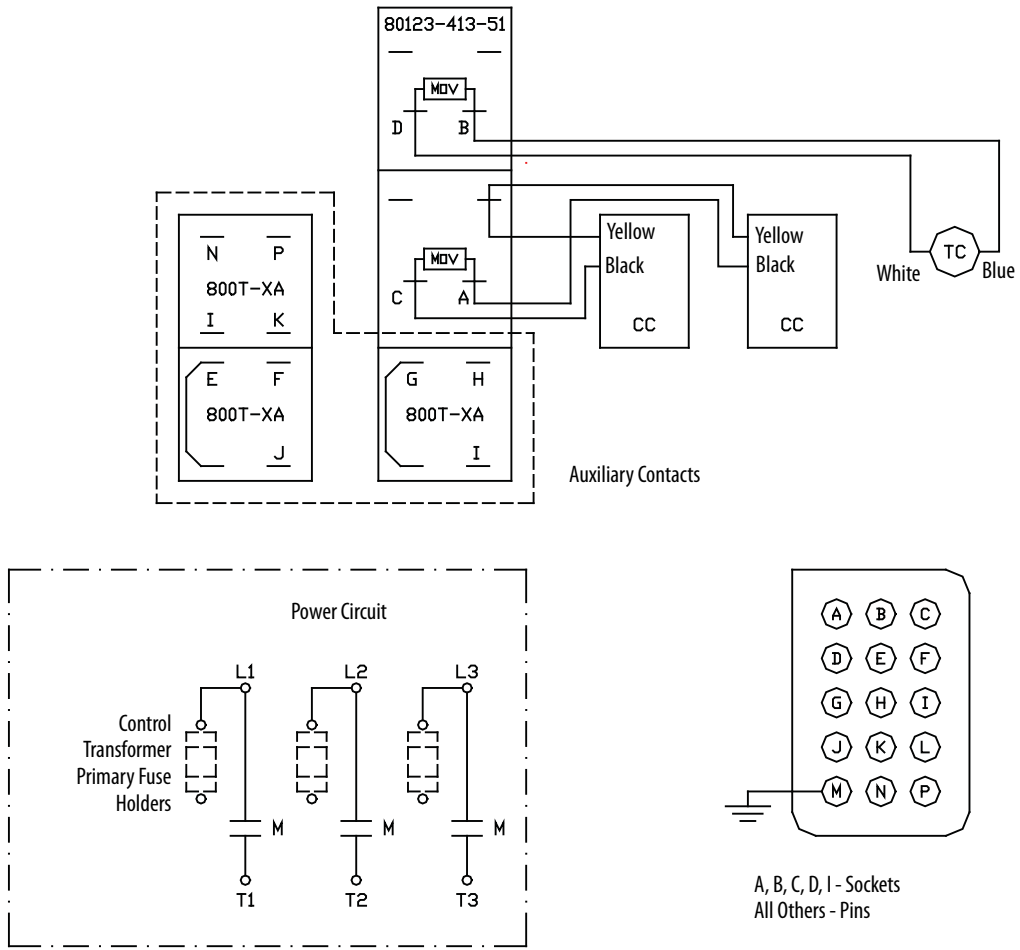 80123-413-51
MOV
D B
MOV
C A
N P
800T-XA
I K
E F
800T-XA
J
G H
800T-XA
I
Yellow
Black
CC
Yellow
Black
CC
TC
White
Blue
Auxiliary Contacts
Power Circuit
L1 L2 L3
Control
Transformer
Primary Fuse
Holders
M M M
T1 T2 T3
A B C
D E F
G H I
J K L
M N P
A, B, C, D, I - Sockets
All Others - Pins